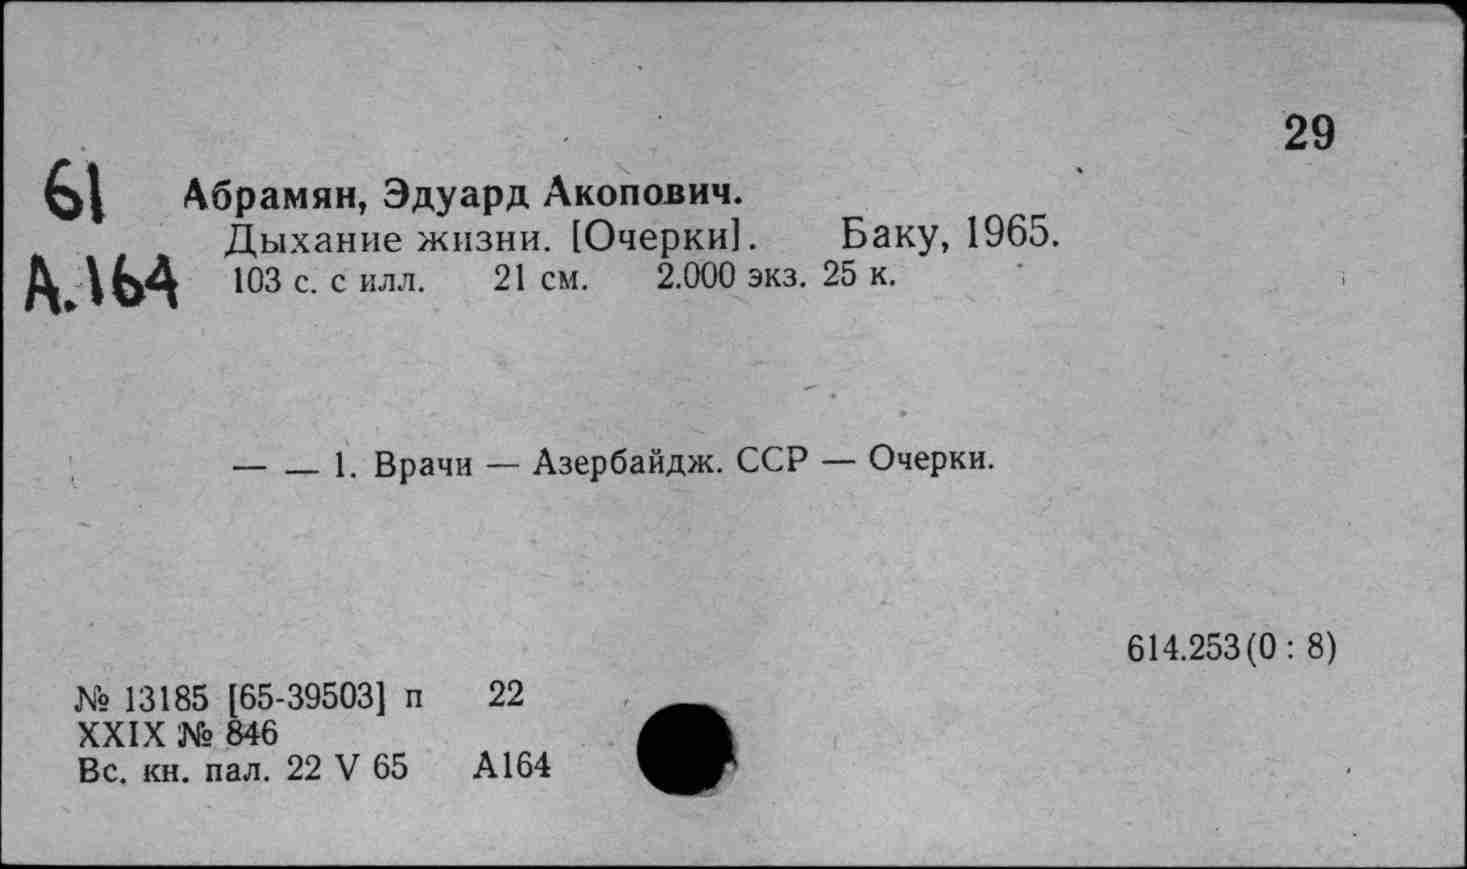 29
61 Абрамян, Эдуард Акопович.
Дыхание жизни. [Очерки]. Баку, 1965.
А.164 103 с. с илл. 21 см. 2.000 экз. 25 к.
— — 1. Врачи — Азербайдж. ССР — Очерки.
614.253(0 : 8)
№ 13185 [65-39503] п 22
XXIX № 846
Вс. кн. пал. 22 V 65 А164